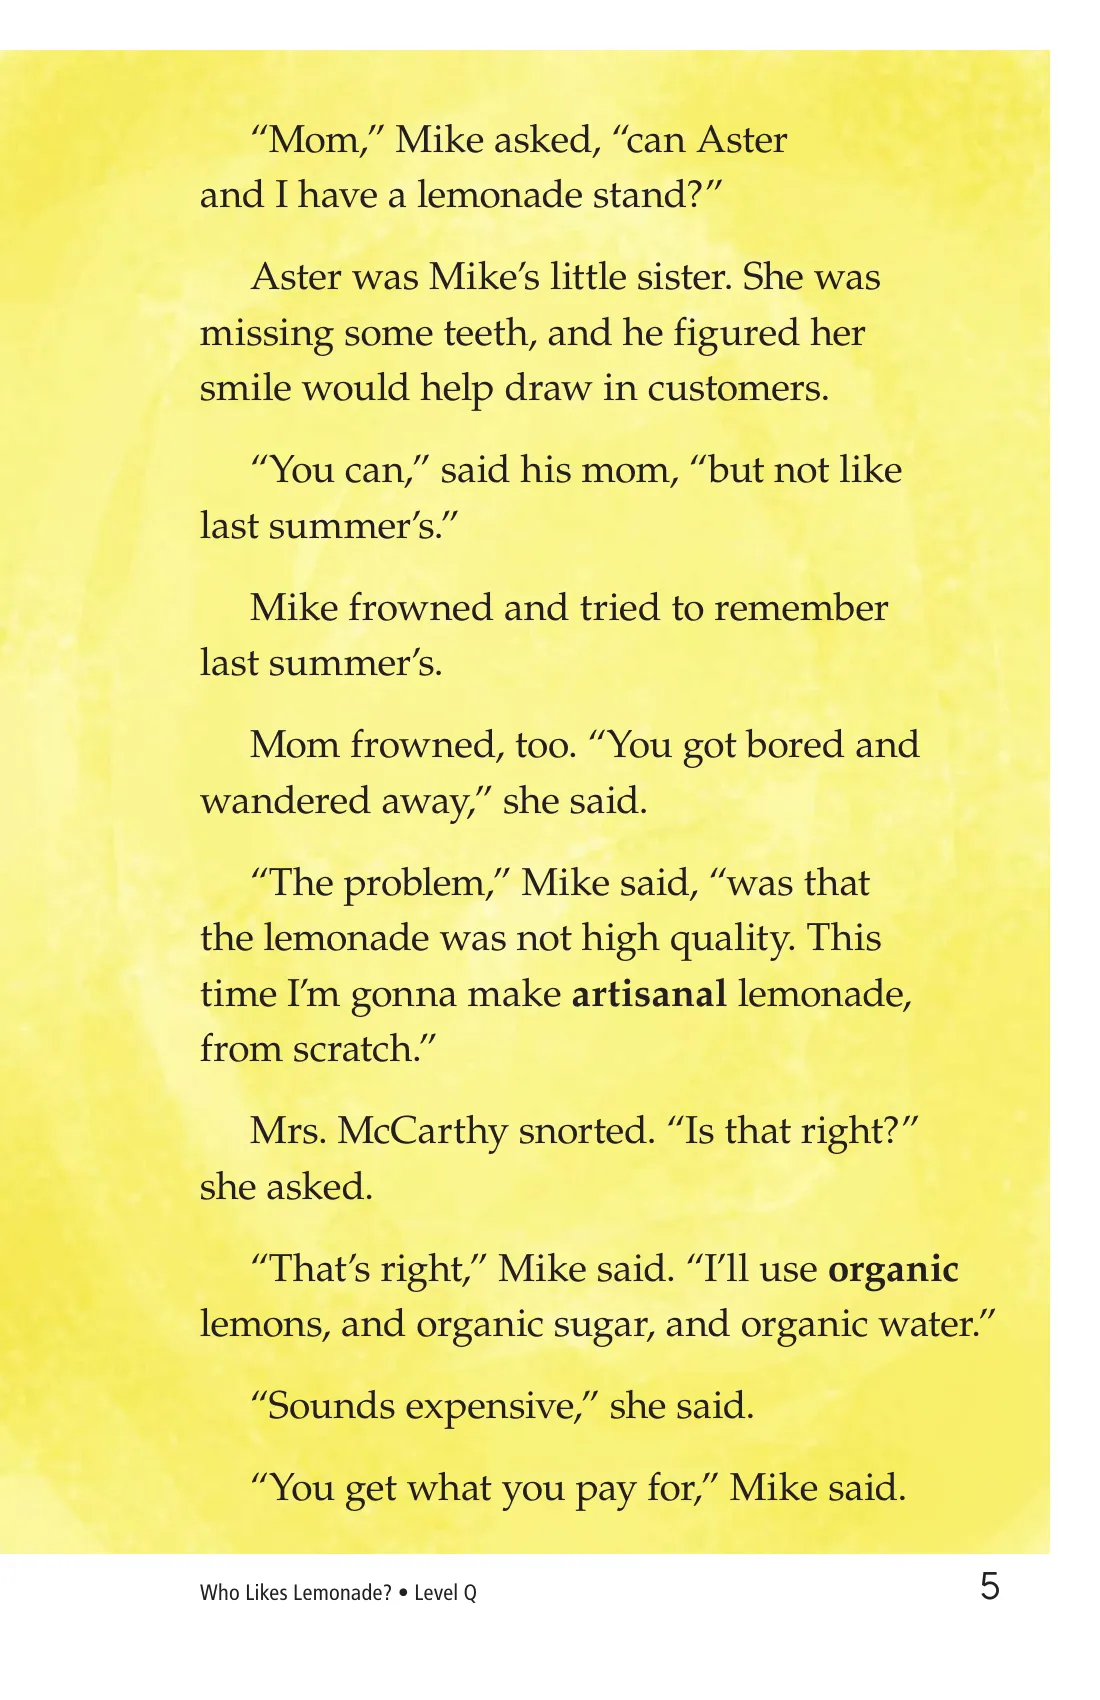 “Mom,” Mike asked, “can Aster
and I have a lemonade stand?”
Aster was Mike’s little sister. She was
missing some teeth, and he figured her
smile would help draw in customers.
“You can,” said his mom, “but not like
last summer’s.”
Mike frowned and tried to remember
last summer’s.
Mom frowned, too. “You got bored and
wandered away,” she said.
“The problem,” Mike said, “was that
the lemonade was not high quality. This
time I’m gonna make artisanal lemonade,
from scratch.”
Mrs. McCarthy snorted. “Is that right?”
she asked.
“That’s right,” Mike said. “I’ll use organic
lemons, and organic sugar, and organic water.”
“Sounds expensive,” she said.
“You get what you pay for,” Mike said.
Who Likes Lemonade? • Level Q
5